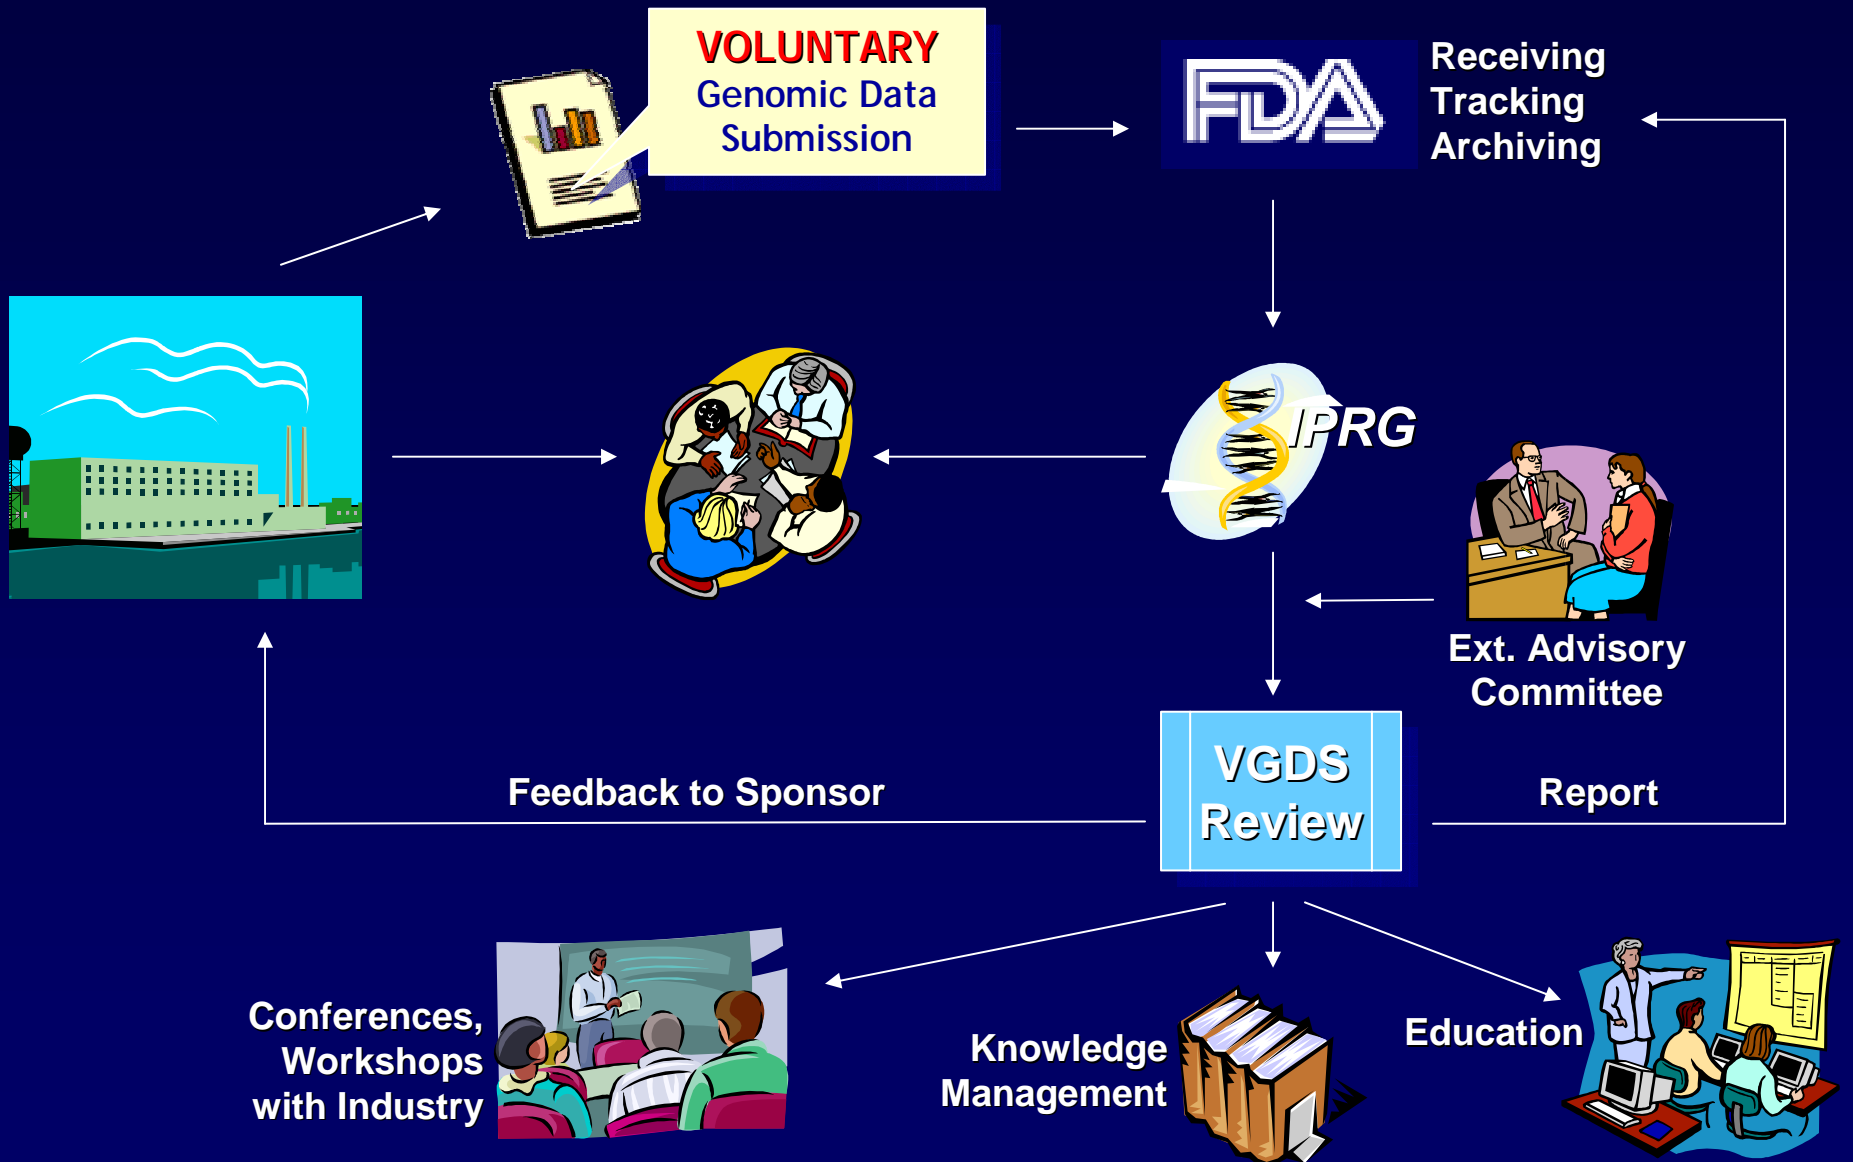 VOLUNTARY
Genomic Data
Submission
FDA
Receiving
Tracking
Archiving
IPRG
Ext. Advisory
Committee
VGDS
Review
Feedback to Sponsor
Report
Conferences,
Workshops
with Industry
Knowledge
Management
Education